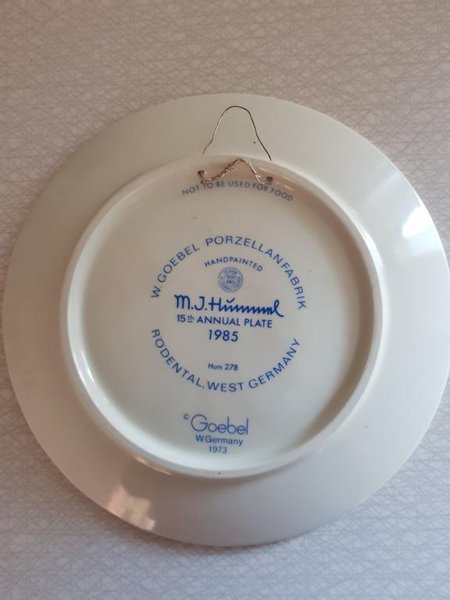 NOT TO BE USED FOR FOOD
W. GOEBEL PORZELLANFABRIK
HANDPAINTED
M.J.Hummel
15th ANNUAL PLATE
1985
Hum 278
RODENTAL, WEST GERMANY
© Goebel
W.Germany
1973